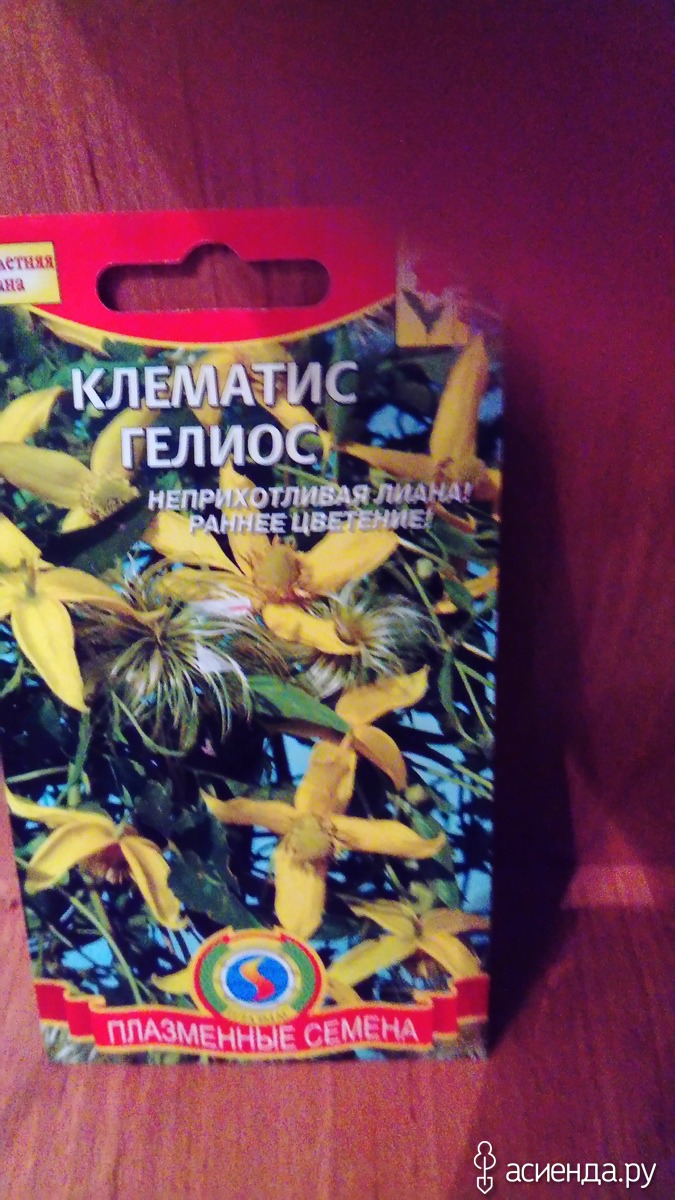 КЛЕМАТИС
ГЕЛИОС
НЕПРИХОТЛИВАЯ ЛИАНА!
РАННЕЕ ЦВЕТЕНИЕ!
ПЛАЗМЕННЫЕ СЕМЕНА
асиенда.ру